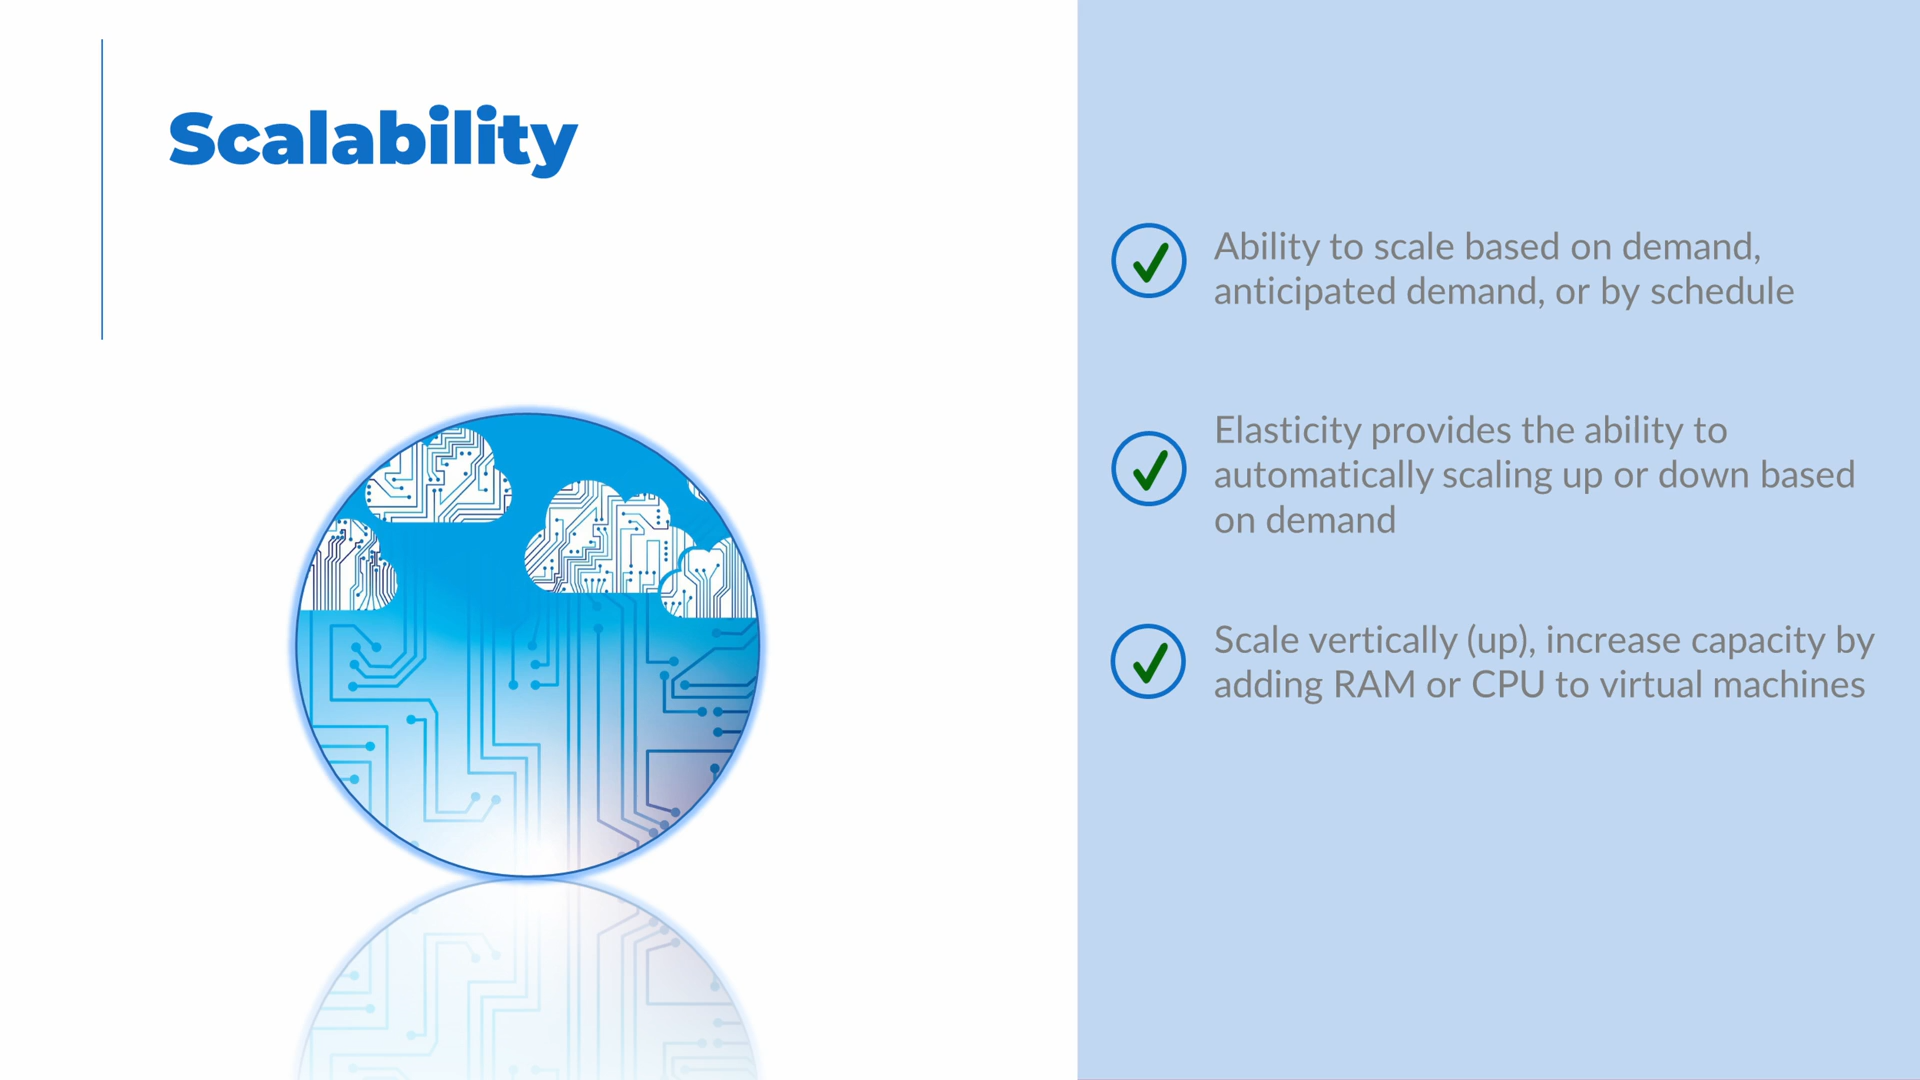 Scalability
Ability to scale based on demand,
anticipated demand, or by schedule
Elasticity provides the ability to
automatically scaling up or down based
on demand
Scale vertically (up), increase capacity by
adding RAM or CPU to virtual machines